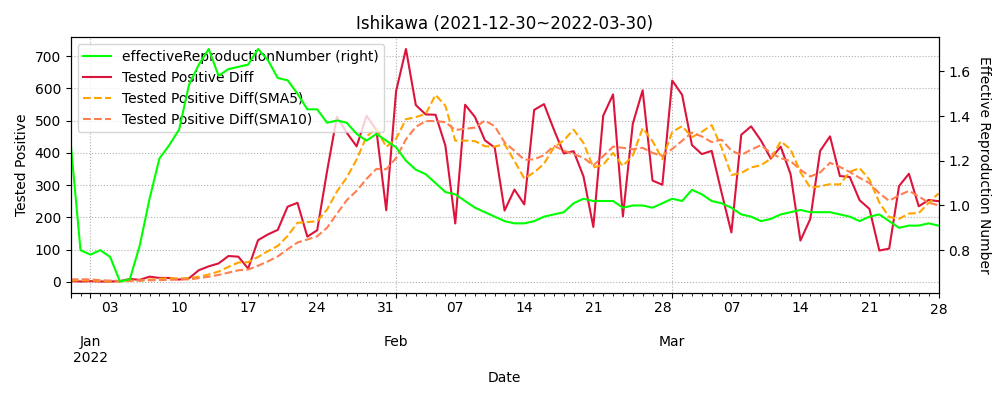 Ishikawa (2021-12-30~2022-03-30)
effectiveReproductionNumber (right)
Tested Positive Diff
Tested Positive Diff(SMA5)
Tested Positive Diff(SMA10)
Tested Positive
700
600
500
400
300
200
100
0
1.6
1.4
1.2
1.0
0.8
Effective Reproduction Number
03 10 17 24 31 07 14 21 28 07 14 21 28
Jan Feb Mar
2022
Date